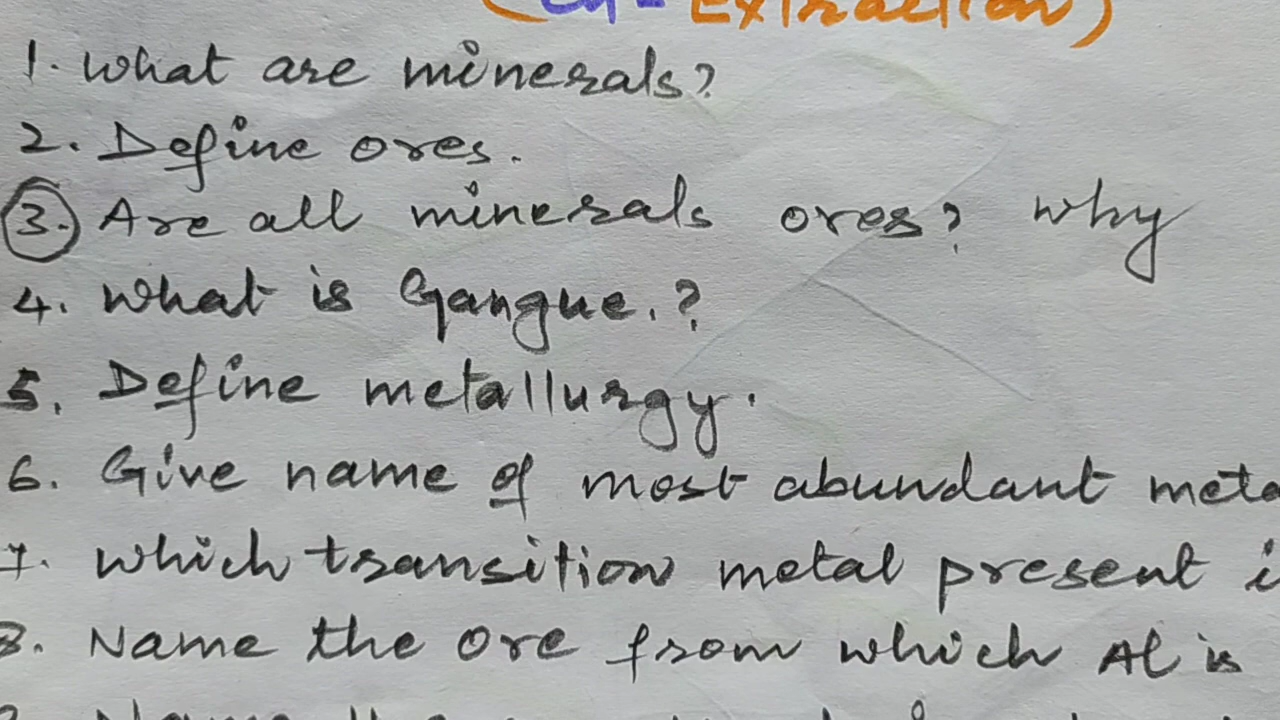 (Ch - Extraction)
1. What are minerals?
2. Define ores.
3. Are all minerals ores? Why
4. What is Gangue.?
5. Define metallurgy.
6. Give name of most abundant
7. Which transition metal present
8. Name the ore from which Al is